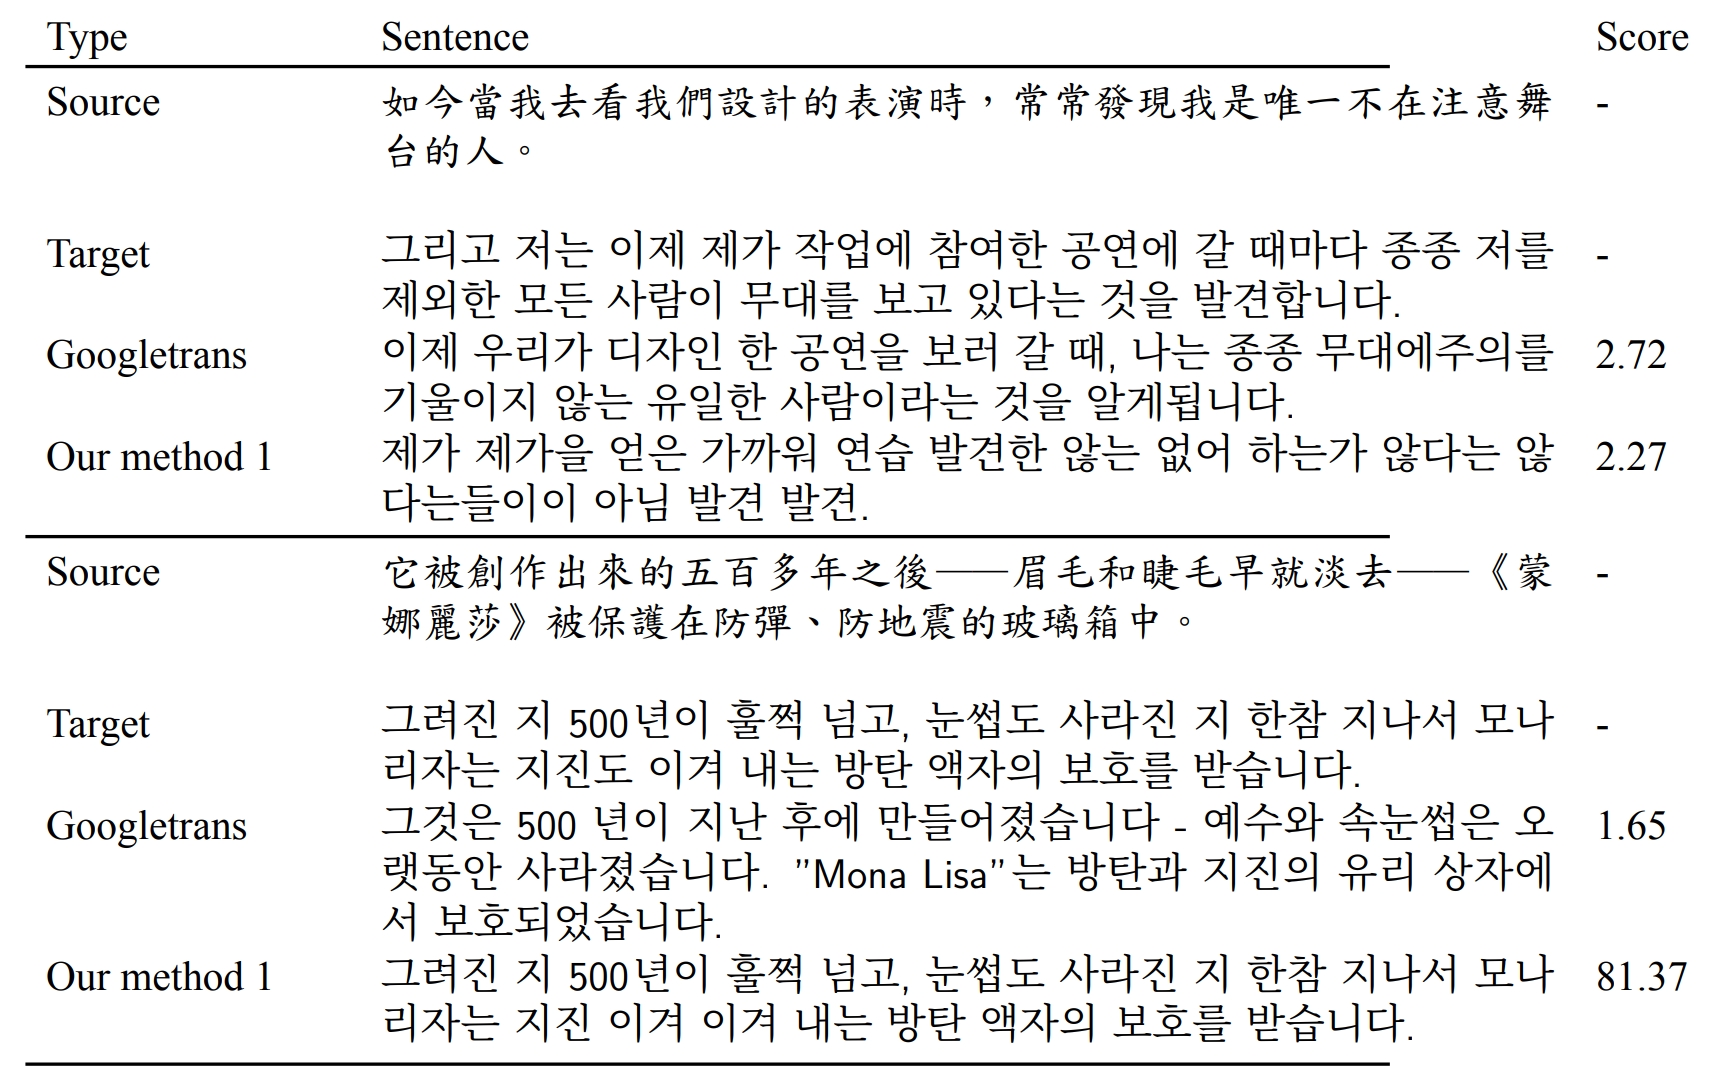 Type Sentence Score
Source 如今當我去看我們設計的表演時，常常發現我是唯一不在注意舞 -
台的人。
Target 그리고 저는 이제 제가 작업에 참여한 공연에 갈 때마다 종종 저를 -
제외한 모든 사람이 무대를 보고 있다는 것을 발견합니다.
Googletrans 이제 우리가 디자인 한 공연을 보러 갈 때, 나는 종종 무대에주의를 2.72
기울이지 않는 유일한 사람이라는 것을 알게됩니다.
Our method 1 제가 제가을 얻은 가까워 연습 발견한 않는 없어 하는가 않다는 않 2.27
다는들이이 아님 발견 발견.
Source 它被創作出來的五百多年之後——眉毛和睫毛早就淡去——《蒙 -
娜麗莎》被保護在防彈、防地震的玻璃箱中。
Target 그려진 지 500년이 훌쩍 넘고, 눈썹도 사라진 지 한참 지나서 모나 -
리자는 지진도 이겨 내는 방탄 액자의 보호를 받습니다.
Googletrans 그것은 500 년이 지난 후에 만들어졌습니다 - 예수와 속눈썹은 오 1.65
랫동안 사라졌습니다. ”Mona Lisa”는 방탄과 지진의 유리 상자에
서 보호되었습니다.
Our method 1 그려진 지 500년이 훌쩍 넘고, 눈썹도 사라진 지 한참 지나서 모나 81.37
리자는 지진 이겨 이겨 내는 방탄 액자의 보호를 받습니다.